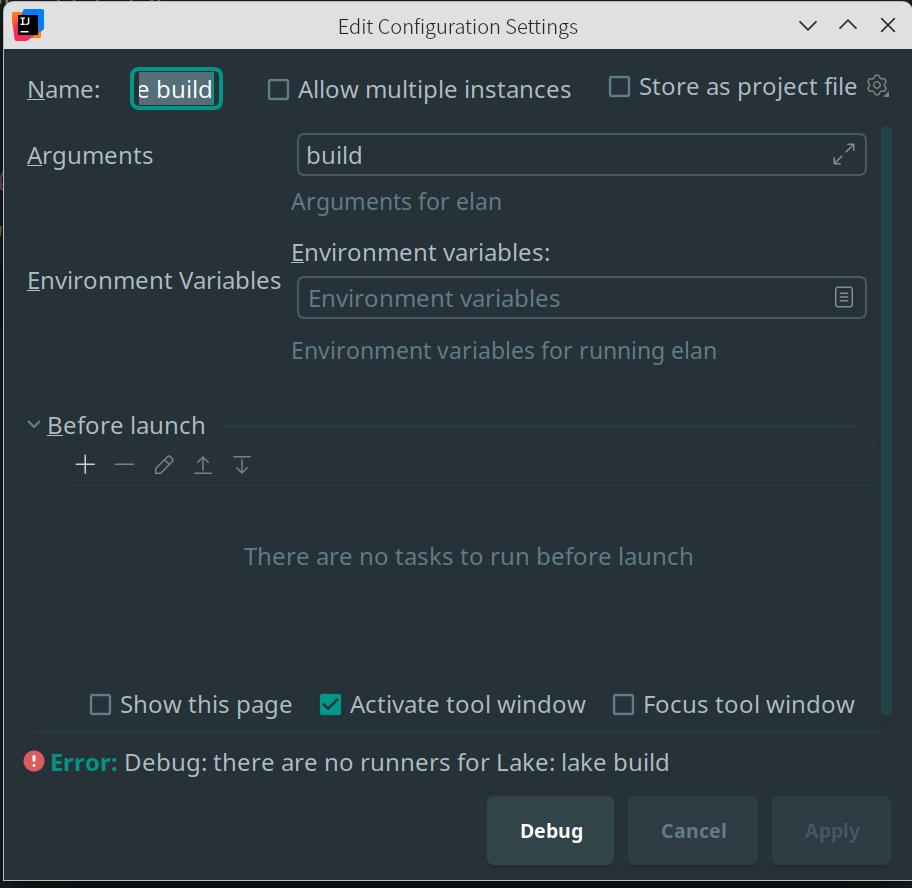 IJ
Edit Configuration Settings
Name: e build Allow multiple instances Store as project file
Arguments build
Arguments for elan
Environment variables:
Environment Variables
Environment variables
Environment variables for running elan
Before launch
There are no tasks to run before launch
Show this page Activate tool window Focus tool window
Error: Debug: there are no runners for Lake: lake build
Debug Cancel Apply